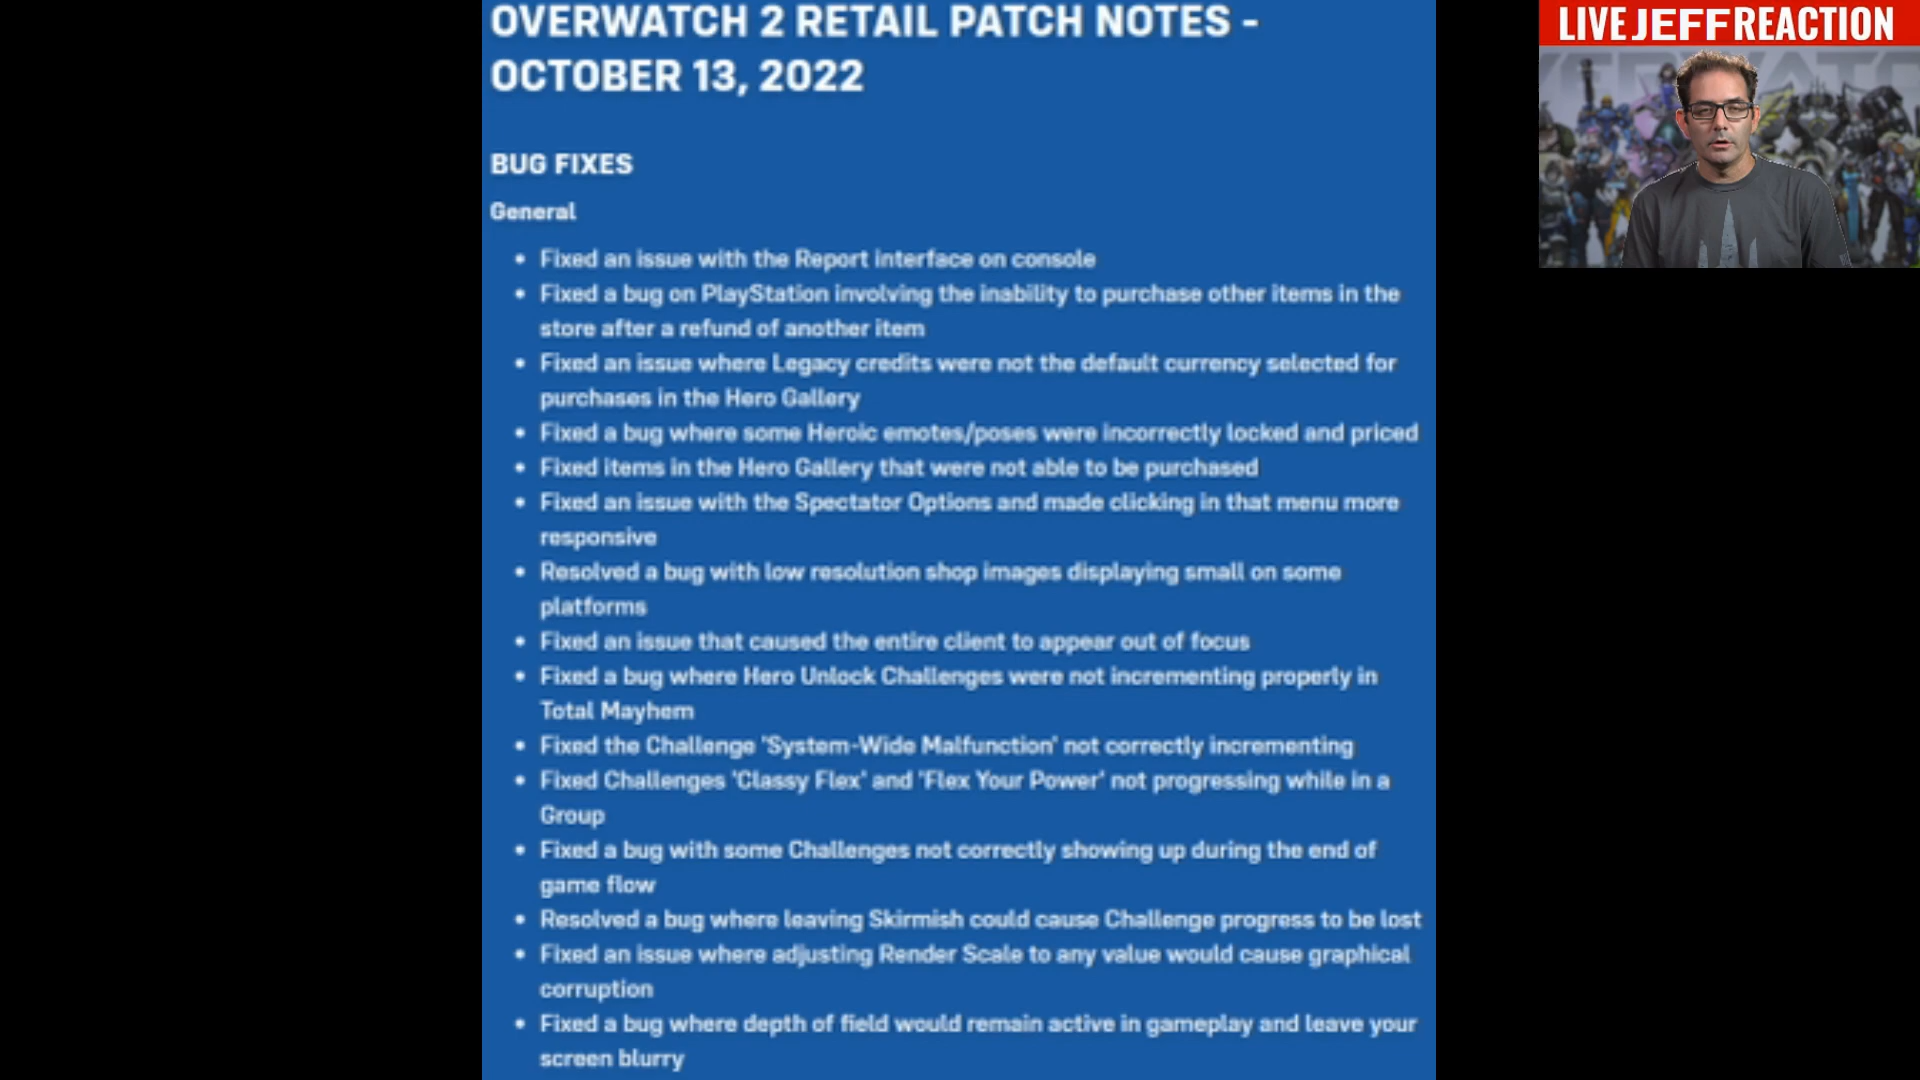 OVERWATCH 2 RETAIL PATCH NOTES -
OCTOBER 13, 2022
BUG FIXES
General
• Fixed an issue with the Report interface on console
• Fixed a bug on PlayStation involving the inability to purchase other items in the
store after a refund of another item
• Fixed an issue where Legacy credits were not the default currency selected for
purchases in the Hero Gallery
• Fixed a bug where some Heroic emotes/poses were incorrectly locked and priced
• Fixed items in the Hero Gallery that were not able to be purchased
• Fixed an issue with the Spectator Options and made clicking in that menu more
responsive
• Resolved a bug with low resolution shop images displaying small on some
platforms
• Fixed an issue that caused the entire client to appear out of focus
• Fixed a bug where Hero Unlock Challenges were not incrementing properly in
Total Mayhem
• Fixed the Challenge 'System-Wide Malfunction' not correctly incrementing
• Fixed Challenges 'Classy Flex' and 'Flex Your Power' not progressing while in a
Group
• Fixed a bug with some Challenges not correctly showing up during the end of
game flow
• Resolved a bug where leaving Skirmish could cause Challenge progress to be lost
• Fixed an issue where adjusting Render Scale to any value would cause graphical
corruption
• Fixed a bug where depth of field would remain active in gameplay and leave your
screen blurry
LIVE JEFF REACTION